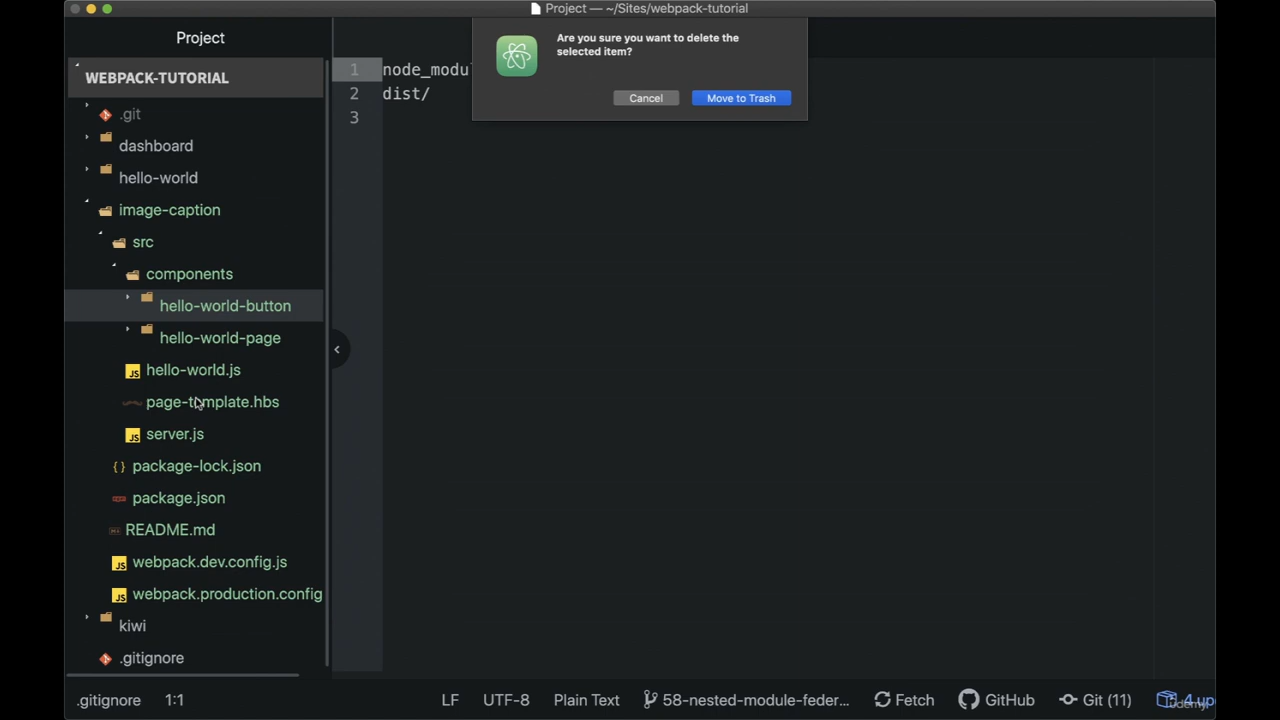 Project — ~/Sites/webpack-tutorial
Project
WEBPACK-TUTORIAL
.git
dashboard
hello-world
image-caption
src
components
hello-world-button
hello-world-page
hello-world.js
page-template.hbs
server.js
package-lock.json
package.json
README.md
webpack.dev.config.js
webpack.production.config
kiwi
.gitignore
1 node_modul
2 dist/
3
Are you sure you want to delete the
selected item?
Cancel Move to Trash
.gitignore 1:1 LF UTF-8 Plain Text 58-nested-module-feder... Fetch GitHub Git (11) 4 up